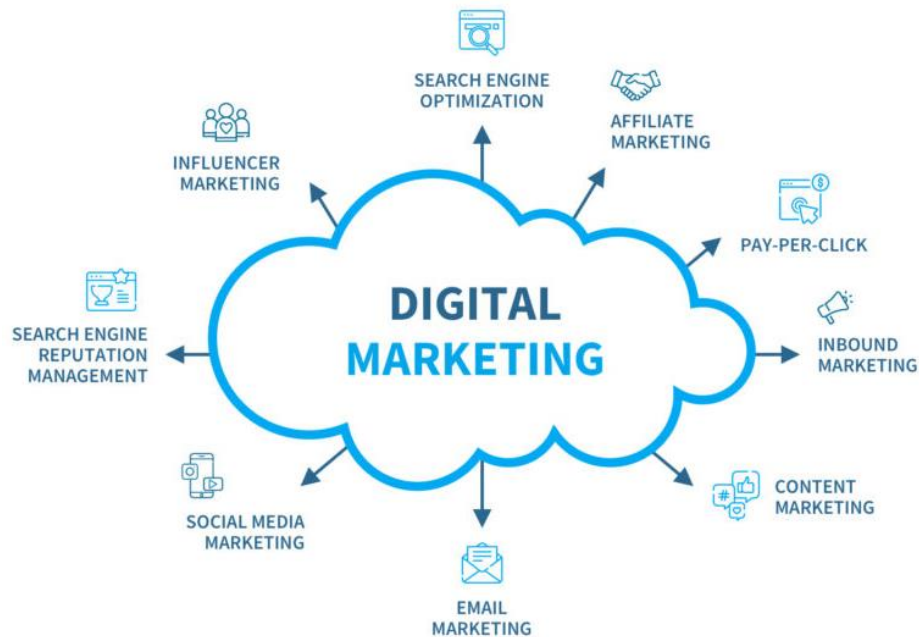 SEARCH ENGINE
OPTIMIZATION
AFFILIATE
MARKETING
INFLUENCER
MARKETING
PAY-PER-CLICK
DIGITAL
MARKETING
SEARCH ENGINE
REPUTATION
MANAGEMENT
INBOUND
MARKETING
CONTENT
MARKETING
SOCIAL MEDIA
MARKETING
EMAIL
MARKETING